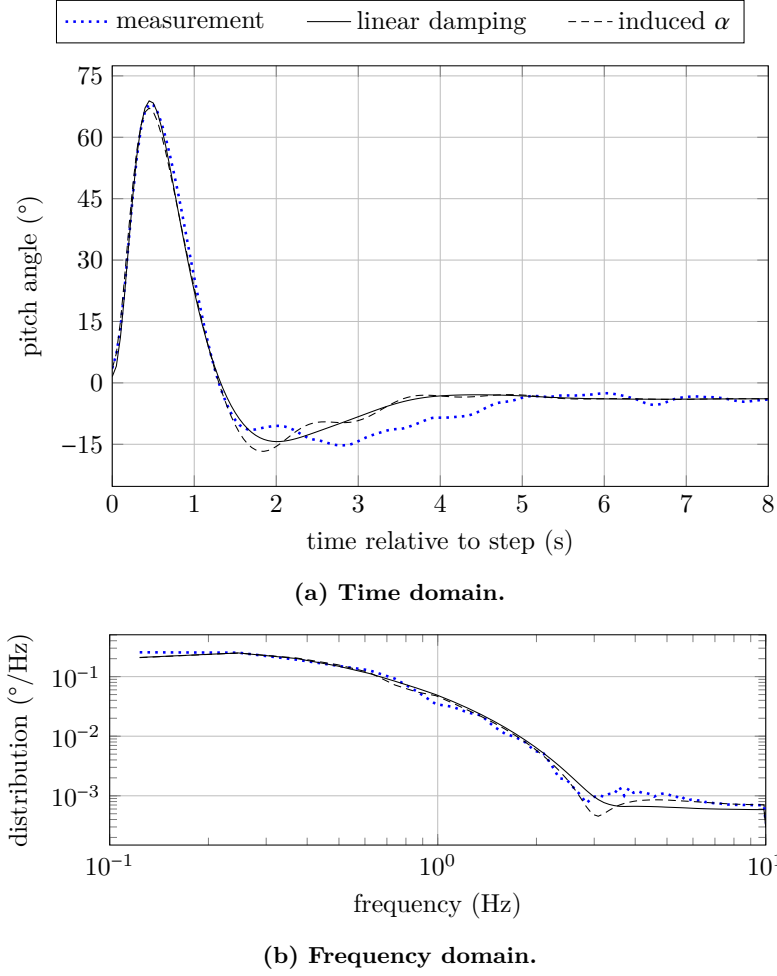 measurement linear damping induced α
75
60
45
30
15
0
−15
pitch angle (°)
0 1 2 3 4 5 6 7 8
time relative to step (s)
(a) Time domain.
10⁻¹
10⁻²
10⁻³
distribution (°/Hz)
10⁻¹ 10⁰ 10¹
frequency (Hz)
(b) Frequency domain.